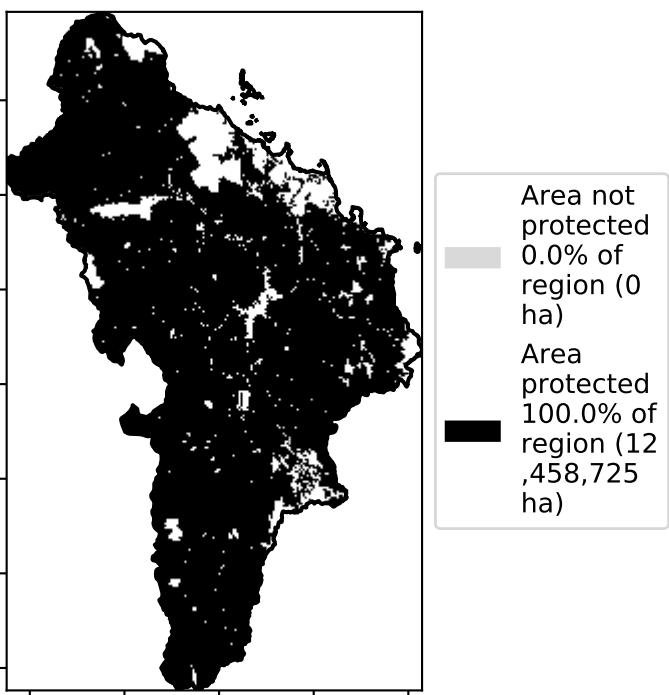 Area not
protected
0.0% of
region (0
ha)
Area
protected
100.0% of
region (12
,458,725
ha)